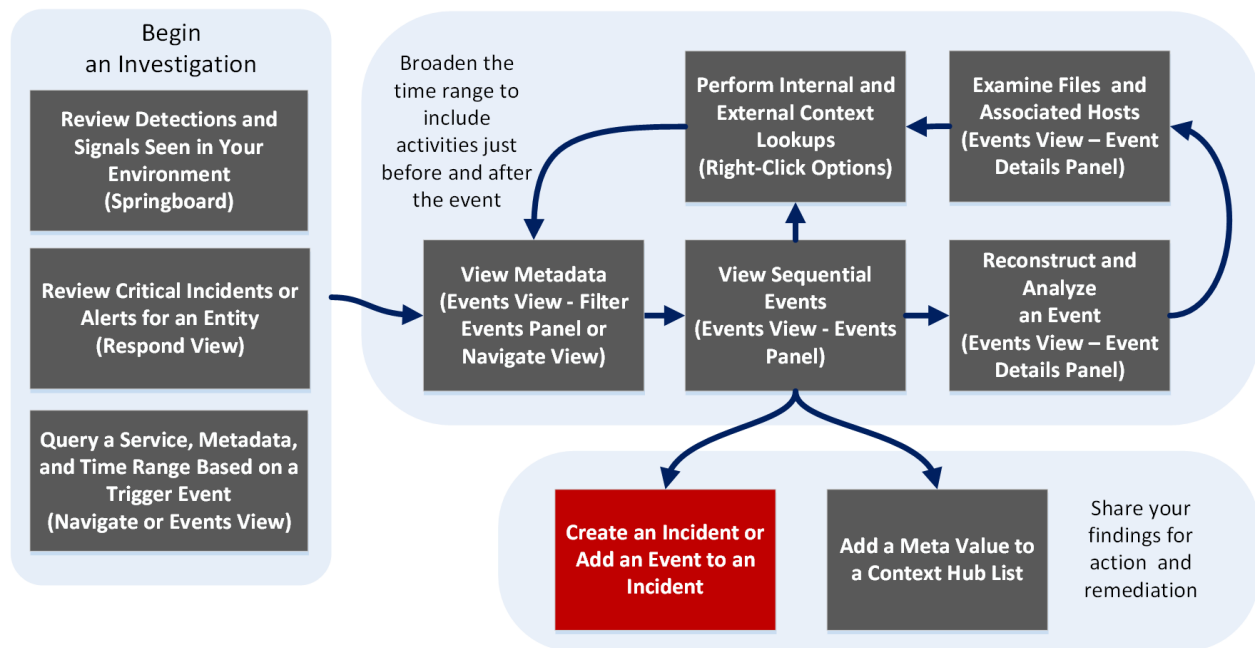 Begin
an Investigation
Review Detections and
Signals Seen in Your
Environment
(Springboard)
Review Critical Incidents or
Alerts for an Entity
(Respond View)
Query a Service, Metadata,
and Time Range Based on a
Trigger Event
(Navigate or Events View)
Broaden the
time range to
include
activities just
before and after
the event
Perform Internal and
External Context
Lookups
(Right-Click Options)
Examine Files and
Associated Hosts
(Events View – Event
Details Panel)
View Metadata
(Events View - Filter
Events Panel or
Navigate View)
View Sequential
Events
(Events View - Events
Panel)
Reconstruct and
Analyze
an Event
(Events View – Event
Details Panel)
Create an Incident or
Add an Event to an
Incident
Add a Meta Value to
a Context Hub List
Share your
findings for
action and
remediation